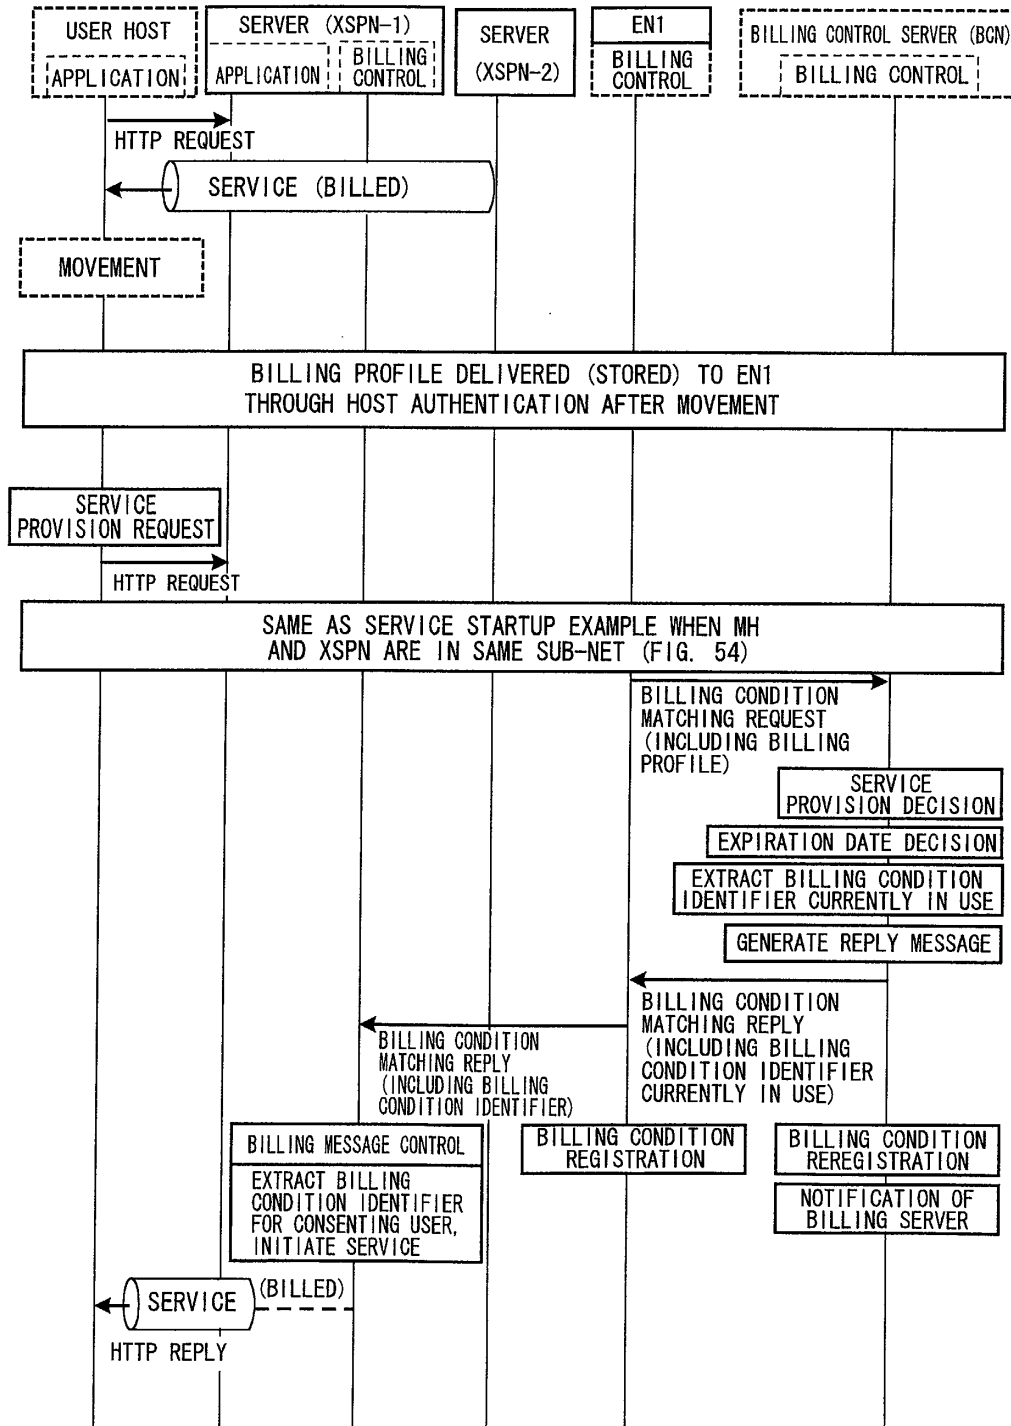 USER HOST
APPLICATION
SERVER (XSPN-1)
APPLICATION
BILLING
CONTROL
SERVER
(XSPN-2)
EN1
BILLING
CONTROL
BILLING CONTROL SERVER (BCN)
BILLING CONTROL
HTTP REQUEST
SERVICE (BILLED)
MOVEMENT
BILLING PROFILE DELIVERED (STORED) TO EN1
THROUGH HOST AUTHENTICATION AFTER MOVEMENT
SERVICE
PROVISION REQUEST
HTTP REQUEST
SAME AS SERVICE STARTUP EXAMPLE WHEN MH
AND XSPN ARE IN SAME SUB-NET (FIG. 54)
BILLING CONDITION
MATCHING REQUEST
(INCLUDING BILLING
PROFILE)
SERVICE
PROVISION DECISION
EXPIRATION DATE DECISION
EXTRACT BILLING CONDITION
IDENTIFIER CURRENTLY IN USE
GENERATE REPLY MESSAGE
BILLING CONDITION
MATCHING REPLY
(INCLUDING BILLING
CONDITION IDENTIFIER
CURRENTLY IN USE)
BILLING CONDITION
MATCHING REPLY
(INCLUDING BILLING
CONDITION IDENTIFIER)
BILLING MESSAGE CONTROL
EXTRACT BILLING
CONDITION IDENTIFIER
FOR CONSENTING USER,
INITIATE SERVICE
BILLING CONDITION
REGISTRATION
BILLING CONDITION
REREGISTRATION
NOTIFICATION OF
BILLING SERVER
SERVICE
(BILLED)
HTTP REPLY